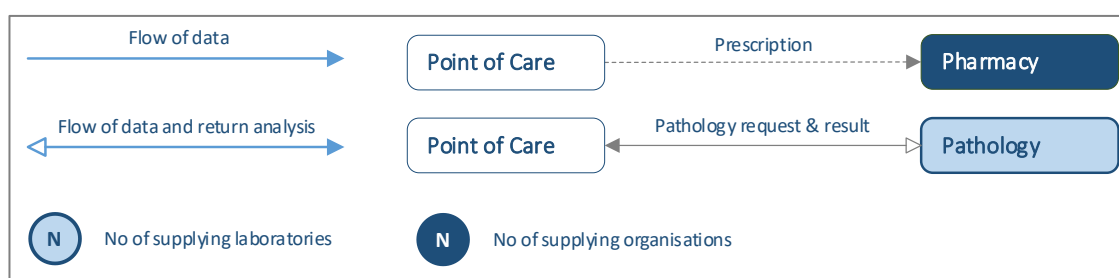 Flow of data
Point of Care
Prescription
Pharmacy
Flow of data and return analysis
Point of Care
Pathology request & result
Pathology
N
No of supplying laboratories
N
No of supplying organisations